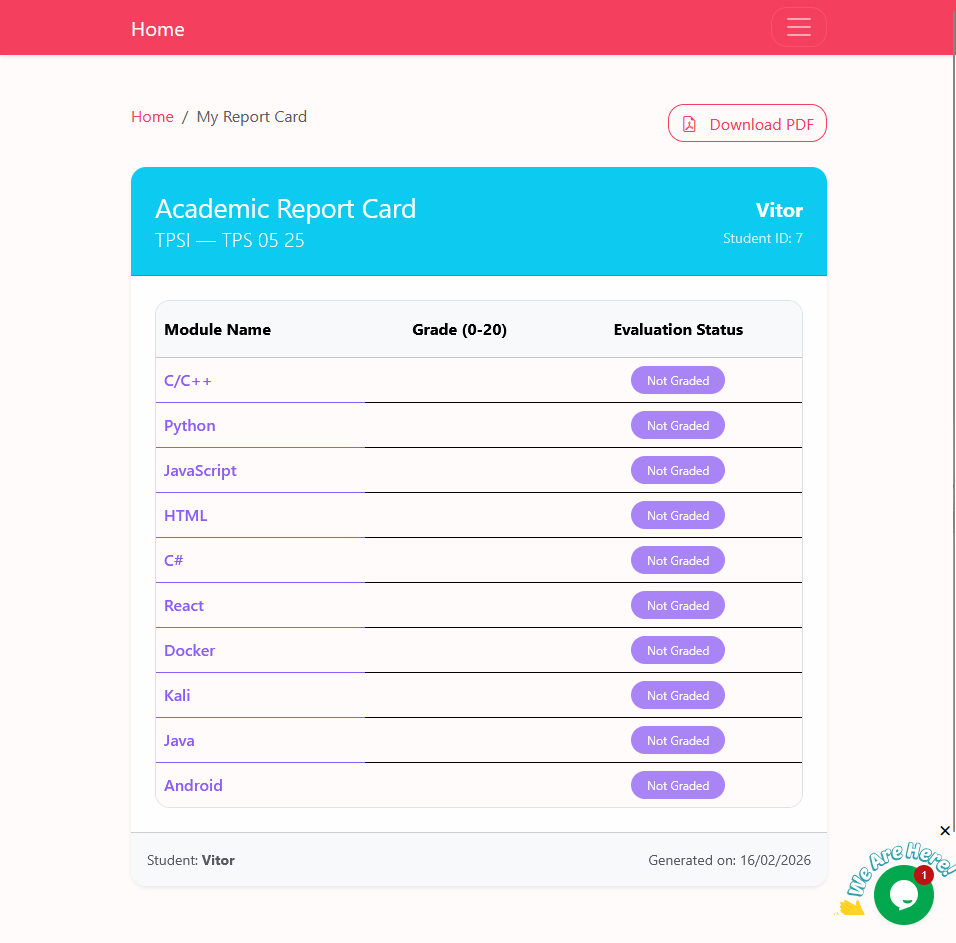 Home
Home / My Report Card
Download PDF
Academic Report Card
Vitor
TPSI — TPS 05 25
Student ID: 7
Module Name Grade (0-20) Evaluation Status
C/C++ Not Graded
Python Not Graded
JavaScript Not Graded
HTML Not Graded
C# Not Graded
React Not Graded
Docker Not Graded
Kali Not Graded
Java Not Graded
Android Not Graded
Student: Vitor
Generated on: 16/02/2026
We Are Here!
1